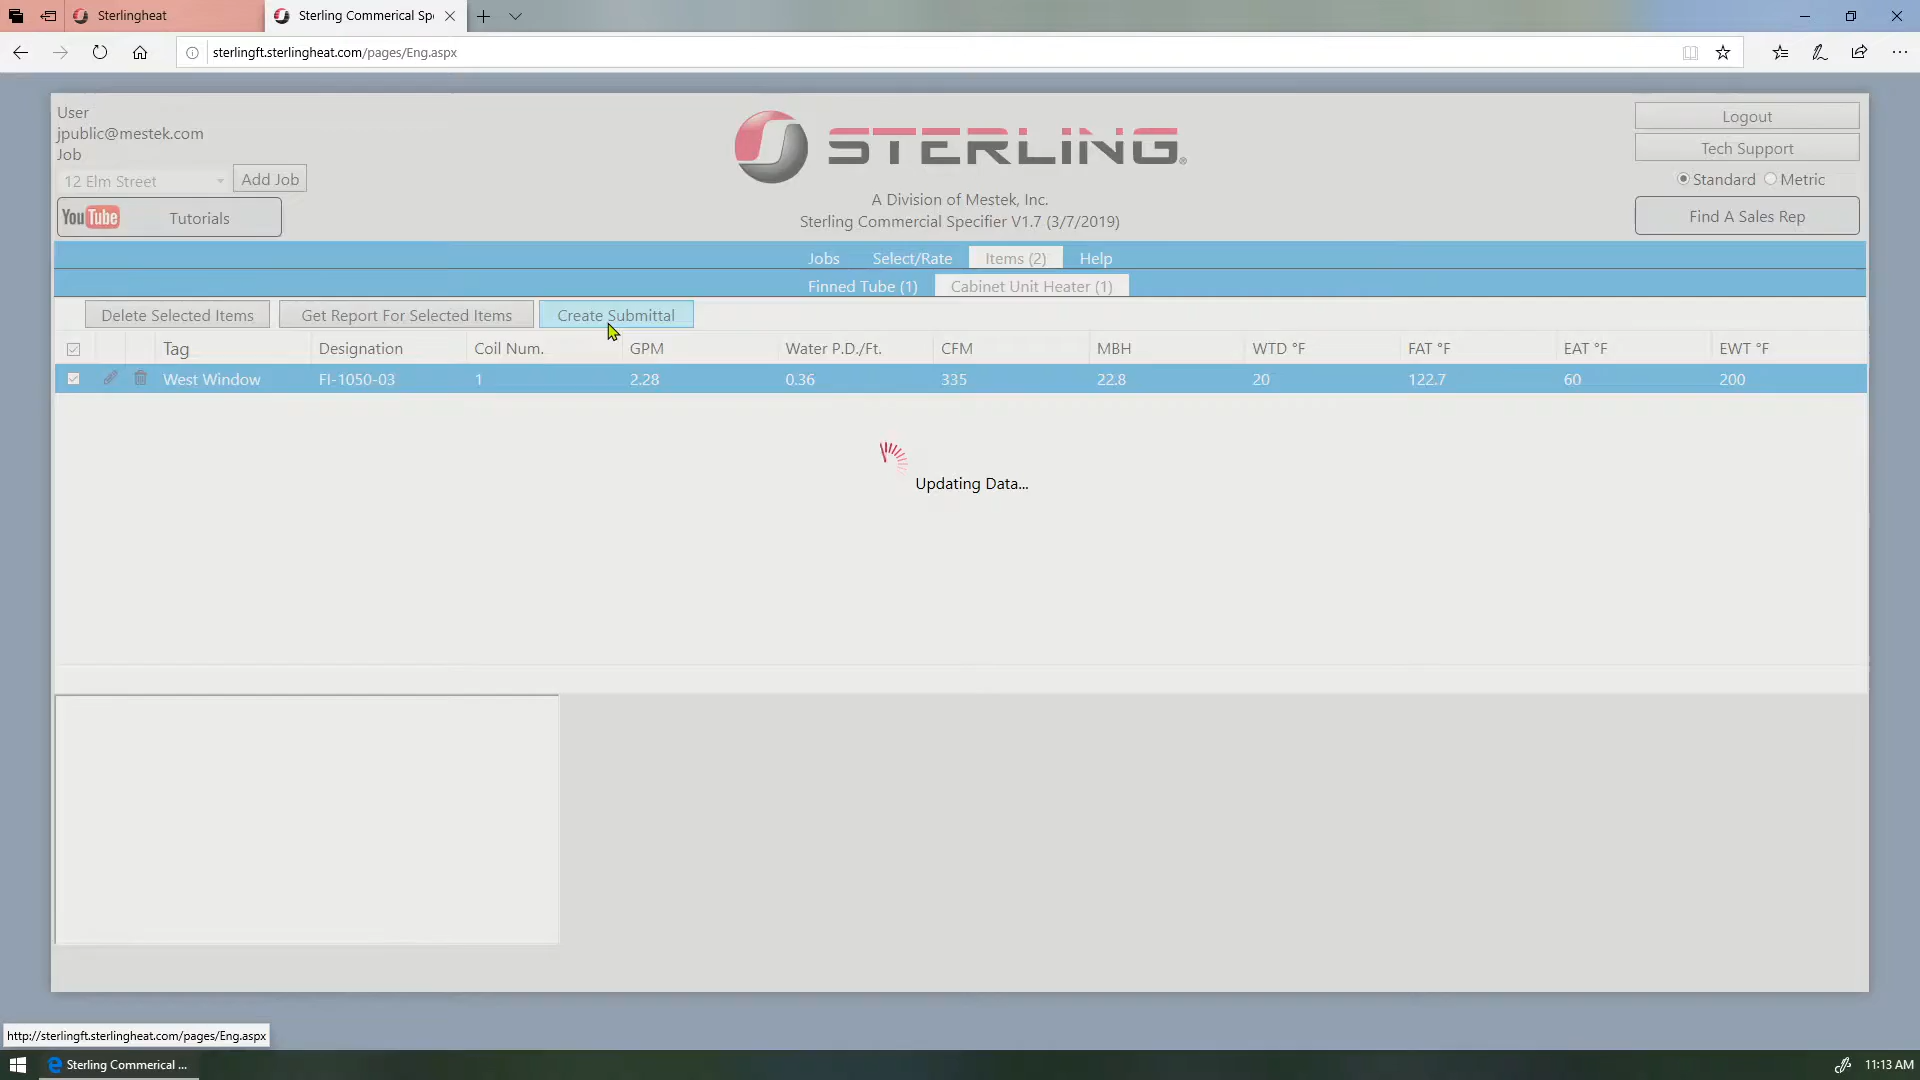 Sterlingheat
Sterling Commerical Sp
sterlingft.sterlingheat.com/pages/Eng.aspx
User
jpublic@mestek.com
Job
12 Elm Street
Add Job
YouTube Tutorials
STERLING®
A Division of Mestek, Inc.
Sterling Commercial Specifier V1.7 (3/7/2019)
Logout
Tech Support
Standard Metric
Find A Sales Rep
Jobs Select/Rate Items (2) Help
Finned Tube (1) Cabinet Unit Heater (1)
Delete Selected Items Get Report For Selected Items Create Submittal
Tag Designation Coil Num. GPM Water P.D./Ft. CFM MBH WTD °F FAT °F EAT °F EWT °F
West Window FI-1050-03 1 2.28 0.36 335 22.8 20 122.7 60 200
Updating Data...
http://sterlingft.sterlingheat.com/pages/Eng.aspx
Sterling Commerical ...
11:13 AM